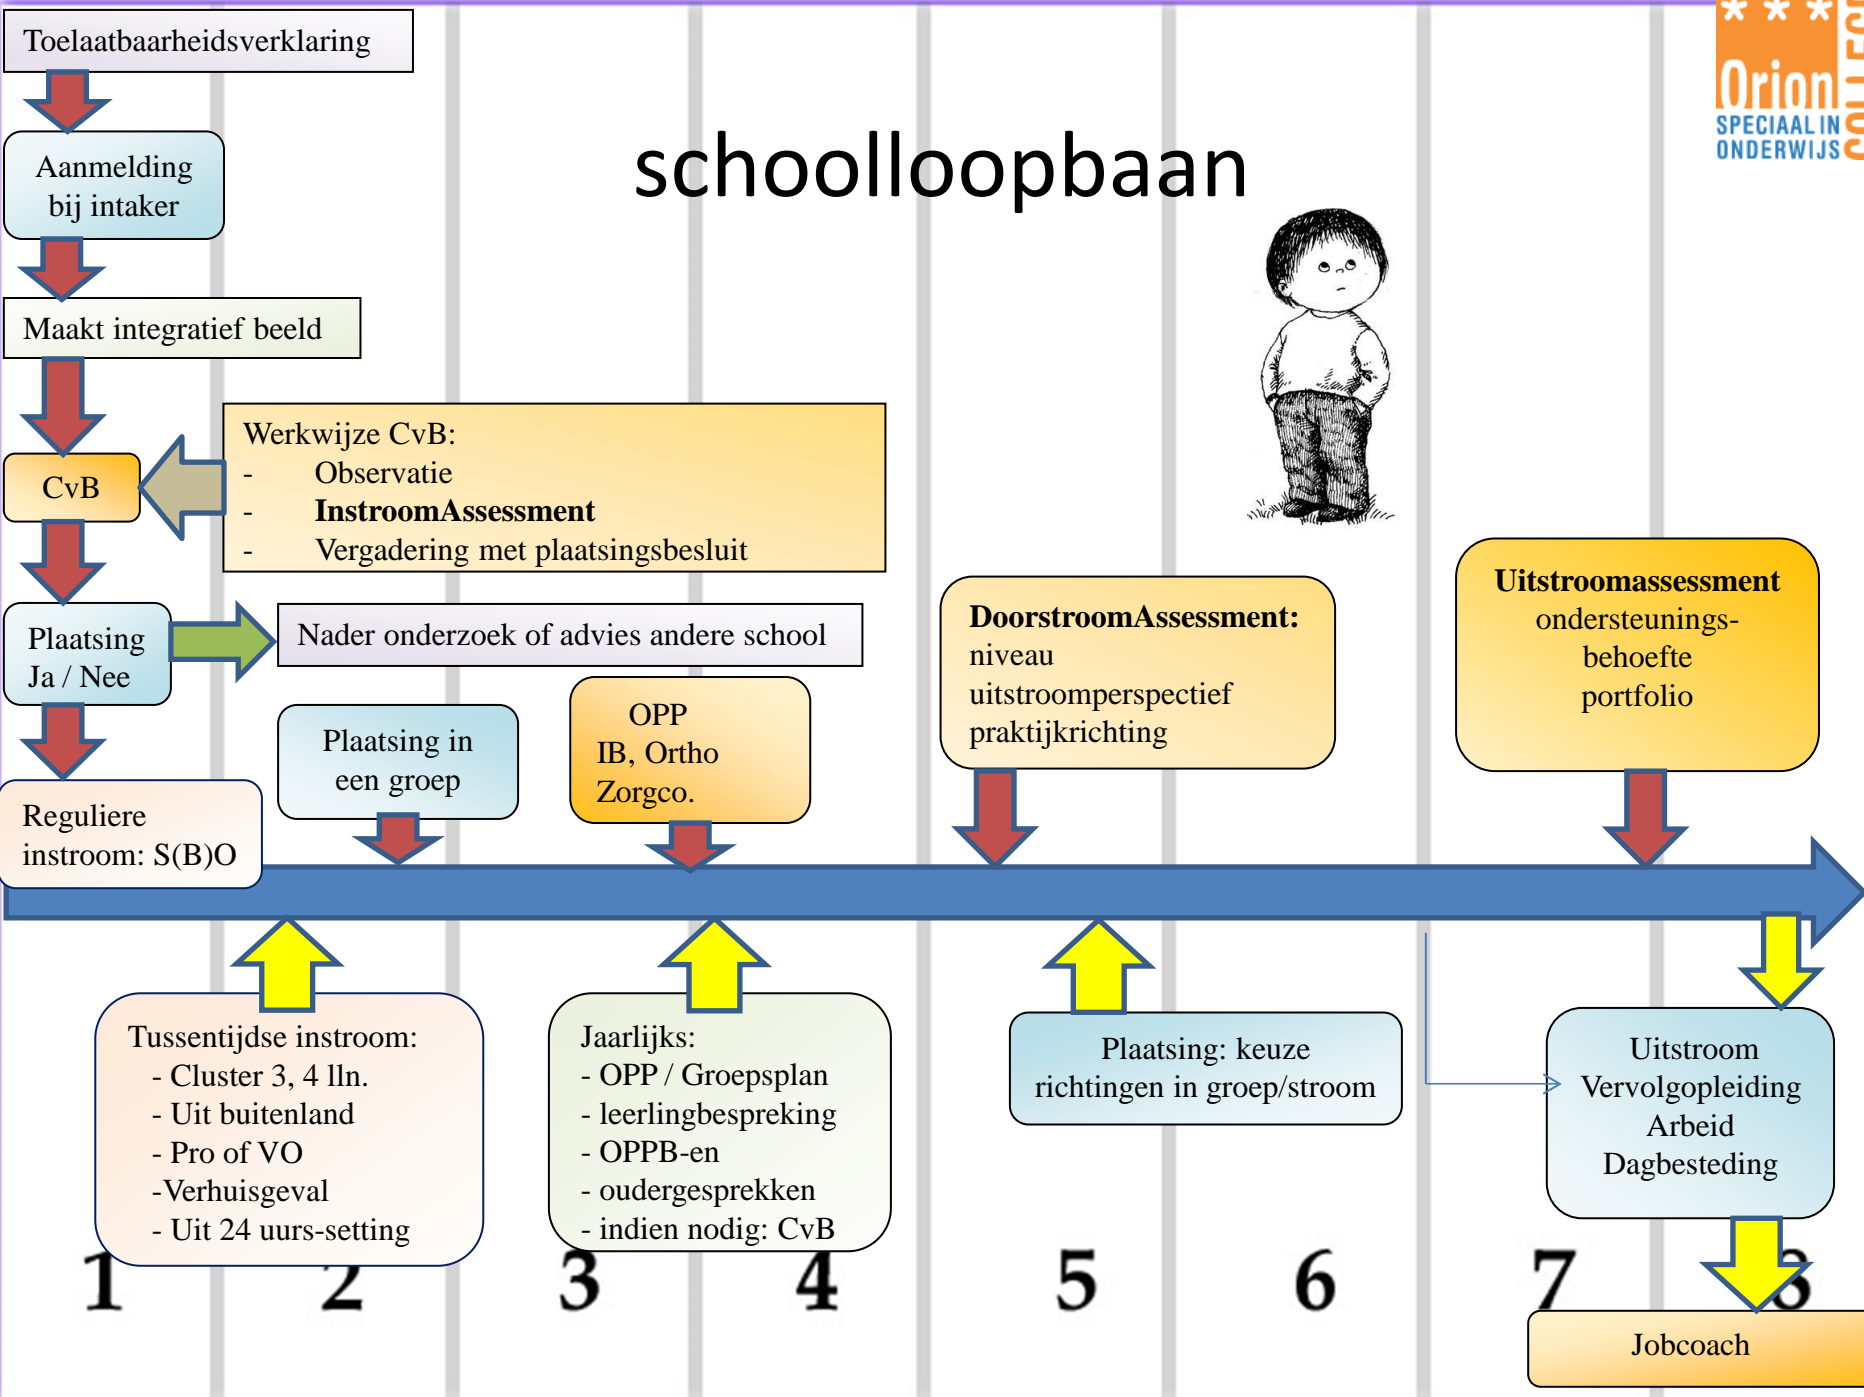 Toelaatbaarheidsverklaring
* * *
Orion
SPECIAAL IN
ONDERWIJS
schoolloopbaan
Aanmelding
bij intaker
Maakt integratief beeld
CvB
Werkwijze CvB:
- Observatie
- InstroomAssessment
- Vergadering met plaatsingsbesluit
Plaatsing
Ja / Nee
Nader onderzoek of advies andere school
Reguliere
instroom: S(B)O
Plaatsing in
een groep
OPP
IB, Ortho
Zorgco.
DoorstroomAssessment:
niveau
uitstroomperspectief
praktijkrichting
Uitstroomassessment
ondersteunings-
behoefte
portfolio
Tussentijdse instroom:
- Cluster 3, 4 lln.
- Uit buitenland
- Pro of VO
-Verhuisgeval
- Uit 24 uurs-setting
Jaarlijks:
- OPP / Groepsplan
- leerlingbespreking
- OPPB-en
- oudergesprekken
- indien nodig: CvB
Plaatsing: keuze
richtingen in groep/stroom
Uitstroom
Vervolgopleiding
Arbeid
Dagbesteding
1 2 3 4 5 6 7 8
Jobcoach